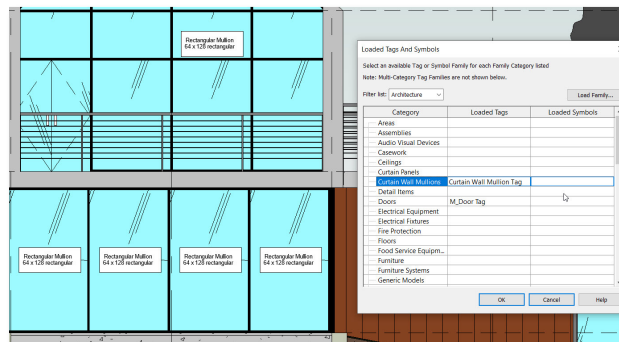 Rectangular Mullion
64 x 128 rectangular
Rectangular Mullion
64 x 128 rectangular
Rectangular Mullion
64 x 128 rectangular
Rectangular Mullion
64 x 128 rectangular
Rectangular Mullion
64 x 128 rectangular
Loaded Tags And Symbols
Select an available Tag or Symbol Family for each Family Category listed
Note: Multi-Category Tag Families are not shown below.
Filter list: Architecture
Load Family...
Category Loaded Tags Loaded Symbols
Areas
Assemblies
Audio Visual Devices
Casework
Ceilings
Curtain Panels
Curtain Wall Mullions Curtain Wall Mullion Tag
Detail Items
Doors M_Door Tag
Electrical Equipment
Electrical Fixtures
Fire Protection
Floors
Food Service Equipm...
Furniture
Furniture Systems
Generic Models
OK Cancel Help